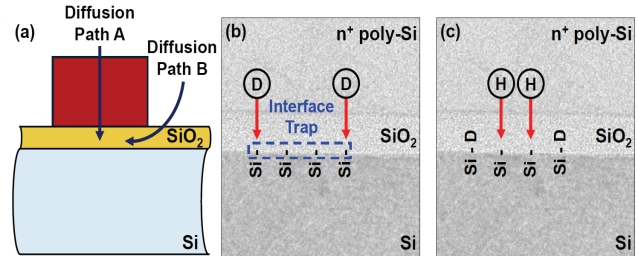 (a)
Diffusion
Path A
Diffusion
Path B
SiO2
Si
(b)
n+ poly-Si
D
D
Interface
Trap
SiO2
Si-
Si-
Si-
Si-
Si
(c)
n+ poly-Si
H
H
SiO2
Si-D
Si-
Si-
Si-D
Si